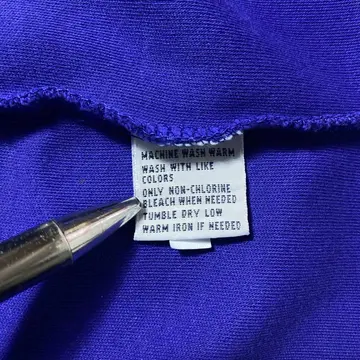 MACHINE WASH WARM
WASH WITH LIKE
COLORS
ONLY NON-CHLORINE
BLEACH WHEN NEEDED
TUMBLE DRY LOW
WARM IRON IF NEEDED